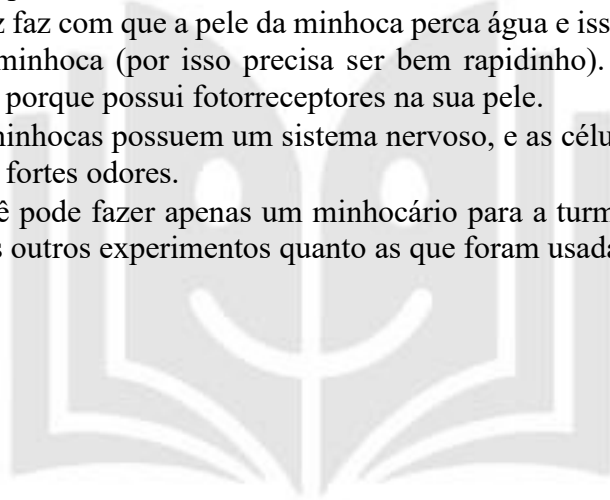 z faz com que a pele da minhoca perca água e iss
minhoca (por isso precisa ser bem rapidinho).
porque possui fotorreceptores na sua pele.
ninhocas possuem um sistema nervoso, e as célu
fortes odores.
ê pode fazer apenas um minhocário para a turm
s outros experimentos quanto as que foram usada